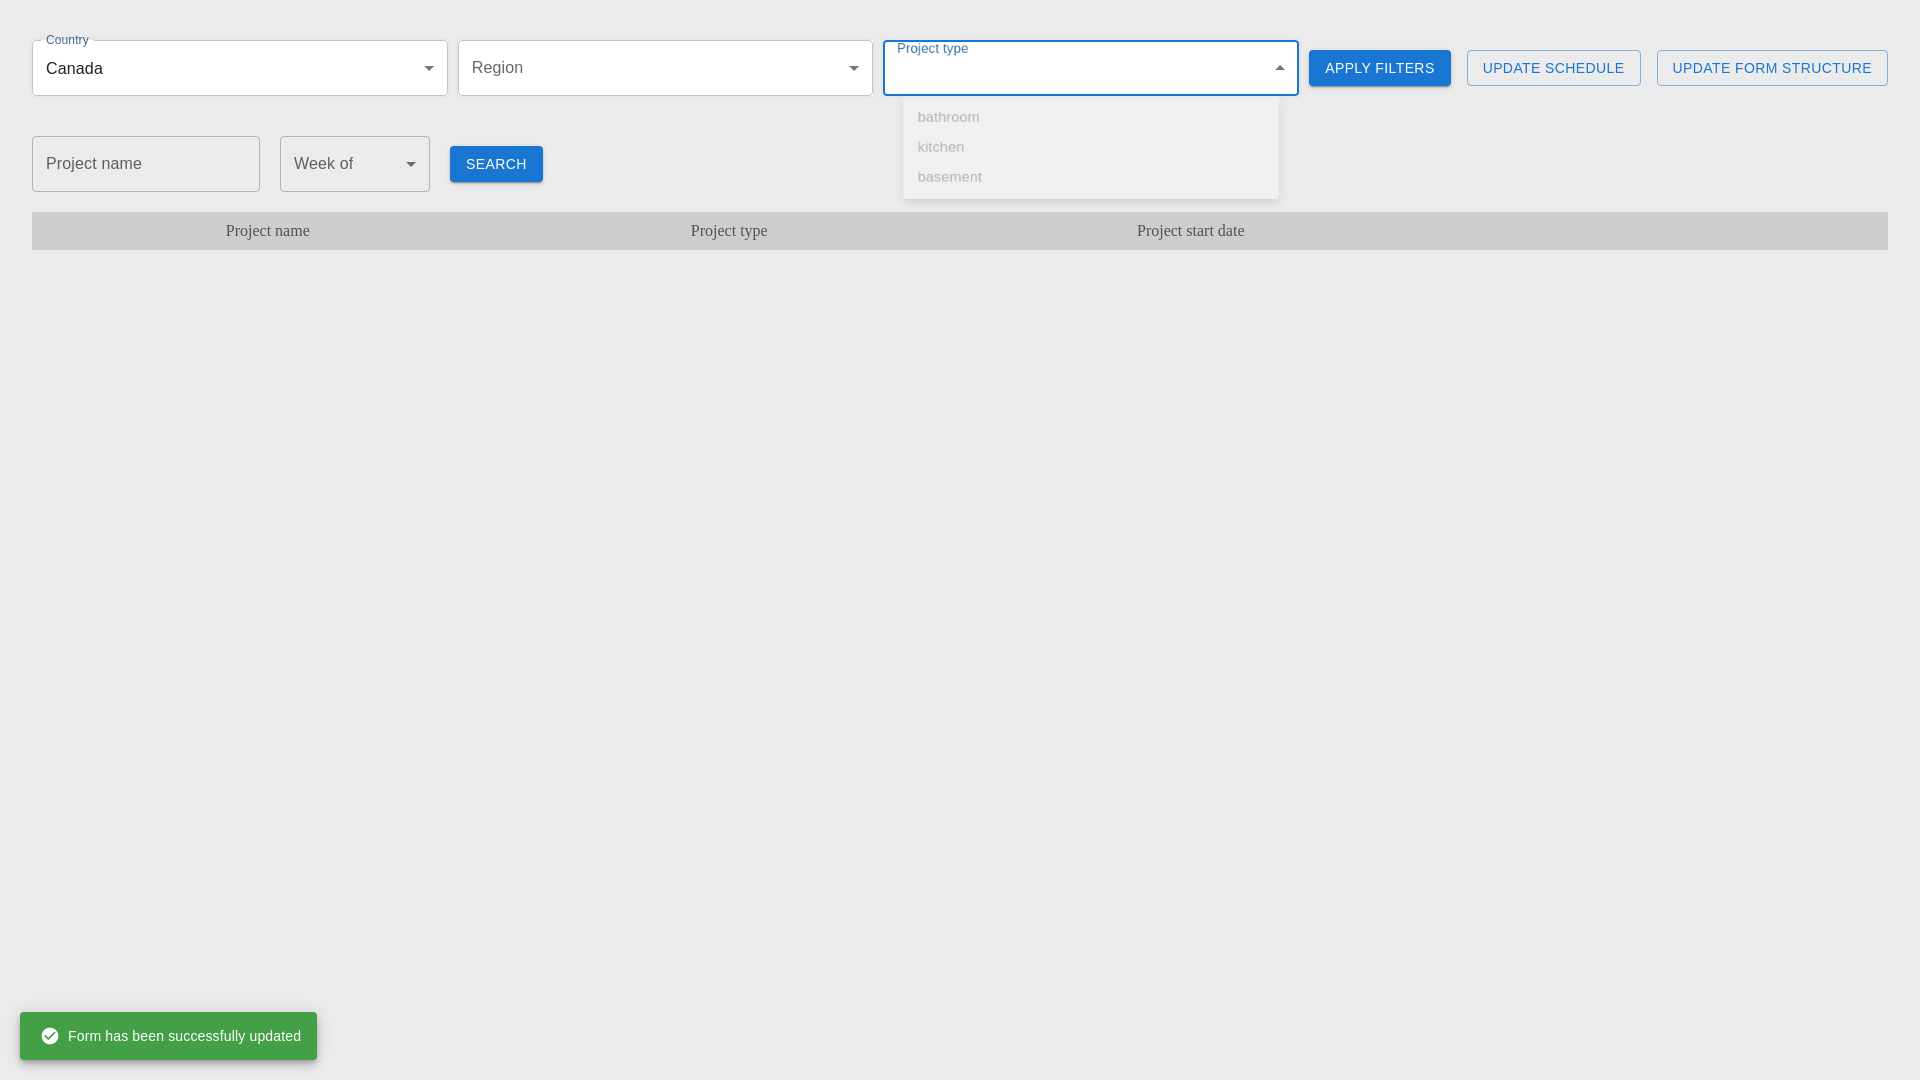 Country
Canada
Region
Project type
APPLY FILTERS
UPDATE SCHEDULE
UPDATE FORM STRUCTURE
bathroom
kitchen
basement
Project name
Week of
SEARCH
Project name Project type Project start date
Form has been successfully updated